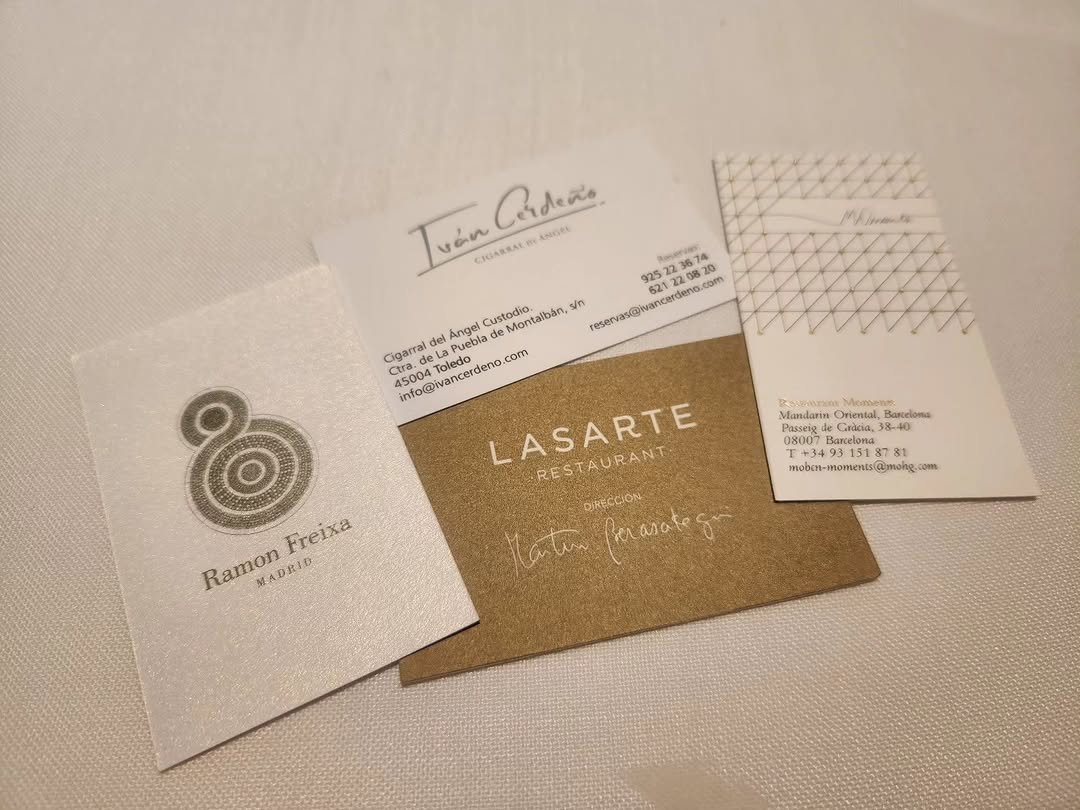 Iván Cerdeño
CIGARRAL DEL ÁNGEL
Reservas:
925 22 36 74
621 22 08 20
reservas@ivancerdeno.com
Cigarral del Ángel Custodio.
Ctra. de La Puebla de Montalbán, s/n
45004 Toledo
info@ivancerdeno.com
Ramon Freixa
MADRID
LASARTE
RESTAURANT
DIRECCIÓN
Martín Berasategui
Moments
Restaurant Moments
Mandarin Oriental, Barcelona
Passeig de Gràcia, 38-40
08007 Barcelona
T +34 93 151 87 81
mobcn-moments@mohg.com